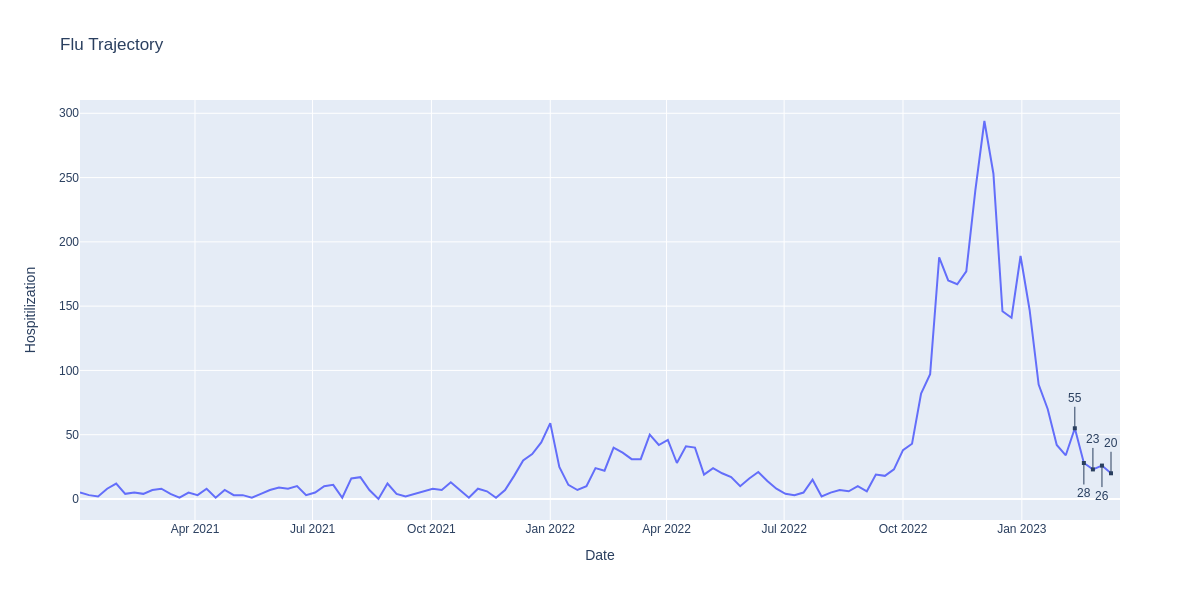 Flu Trajectory
300
250
200
150
100
50
0
Hospitilization
55
23
20
28
26
Apr 2021
Jul 2021
Oct 2021
Jan 2022
Apr 2022
Jul 2022
Oct 2022
Jan 2023
Date